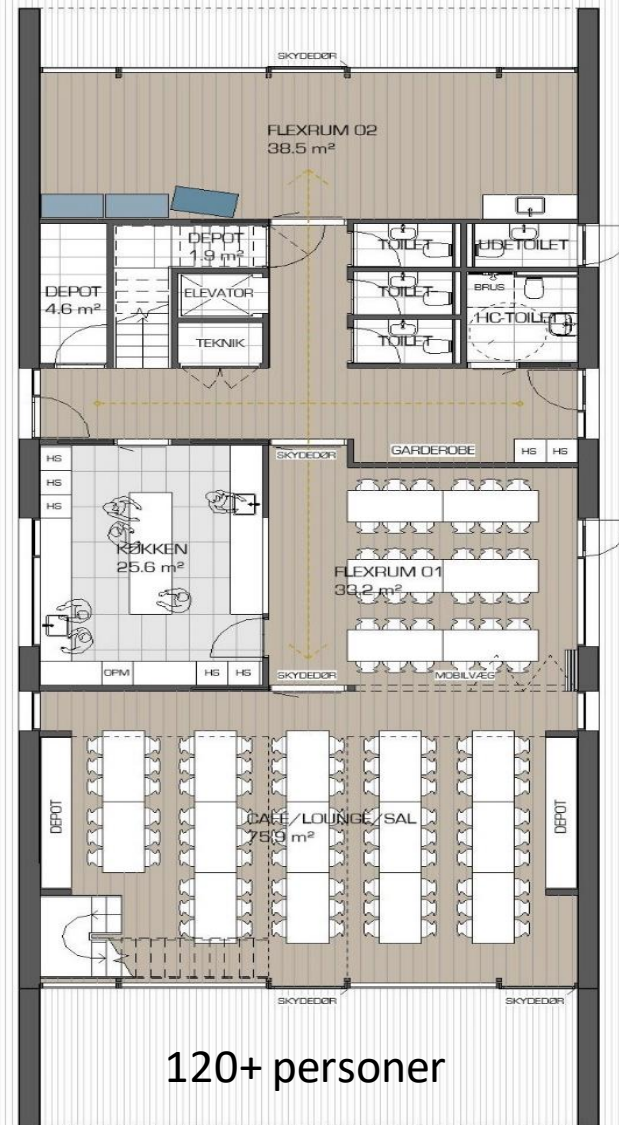 SKYDEDØR
FLEXRUM 02
38.5 m²
DEPOT
1.9 m²
TOILET
UDETOILET
DEPOT
4.6 m²
ELEVATOR
TOILET
BRUS
HC-TOILET
TEKNIK
TOILET
GARDEROBE
HS
HS
SKYDEDØR
HS
HS
HS
KØKKEN
25.6 m²
FLEXRUM 01
33.2 m²
OPM
HS
HS
SKYDEDØR
MOBILVÆG
DEPOT
CAFE/LOUNGE/SAL
75.9 m²
DEPOT
SKYDEDØR
SKYDEDØR
120+ personer